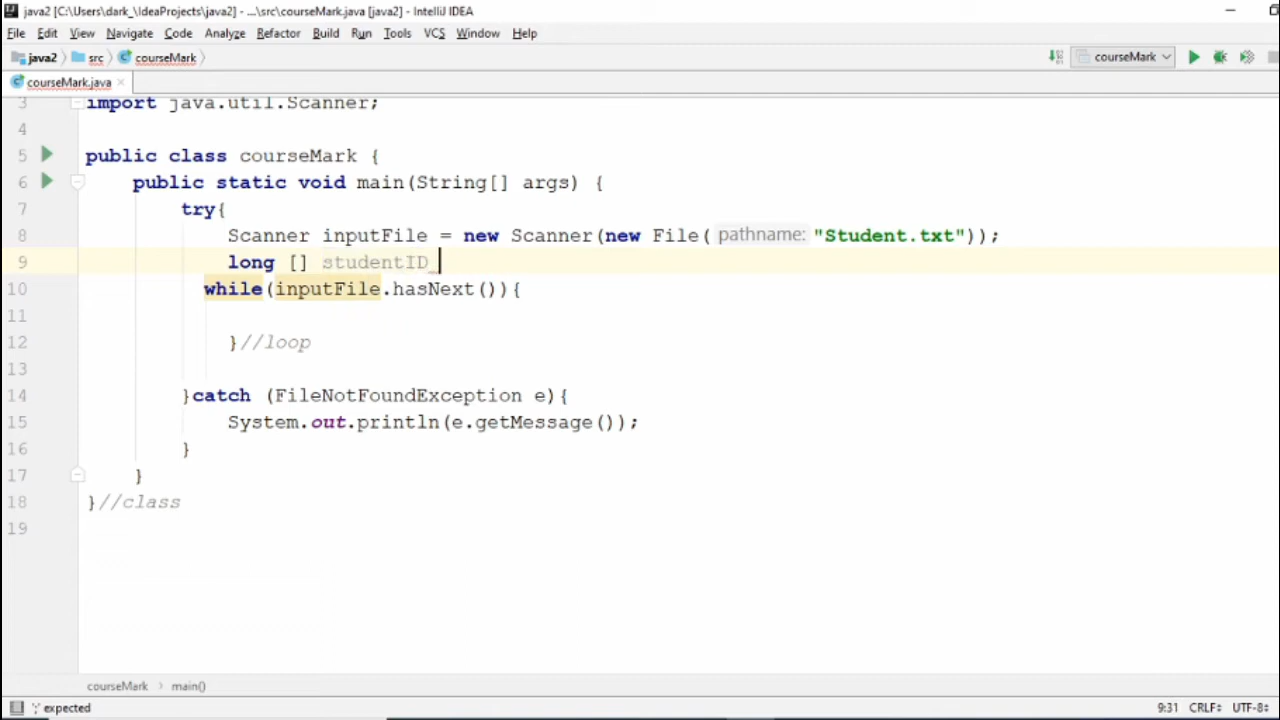 java2 [C:\Users\dark_\IdeaProjects\java2] - ...\src\courseMark.java [java2] - IntelliJ IDEA
File Edit View Navigate Code Analyze Refactor Build Run Tools VCS Window Help
java2 src courseMark courseMark
courseMark.java
3 import java.util.Scanner;
4
5 public class courseMark {
6 public static void main(String[] args) {
7 try{
8 Scanner inputFile = new Scanner(new File( pathname: "Student.txt"));
9 long [] studentID
10 while(inputFile.hasNext()){
11
12 }//loop
13
14 }catch (FileNotFoundException e){
15 System.out.println(e.getMessage());
16 }
17 }
18 }//class
19
courseMark main()
';' expected 9:31 CRLF UTF-8